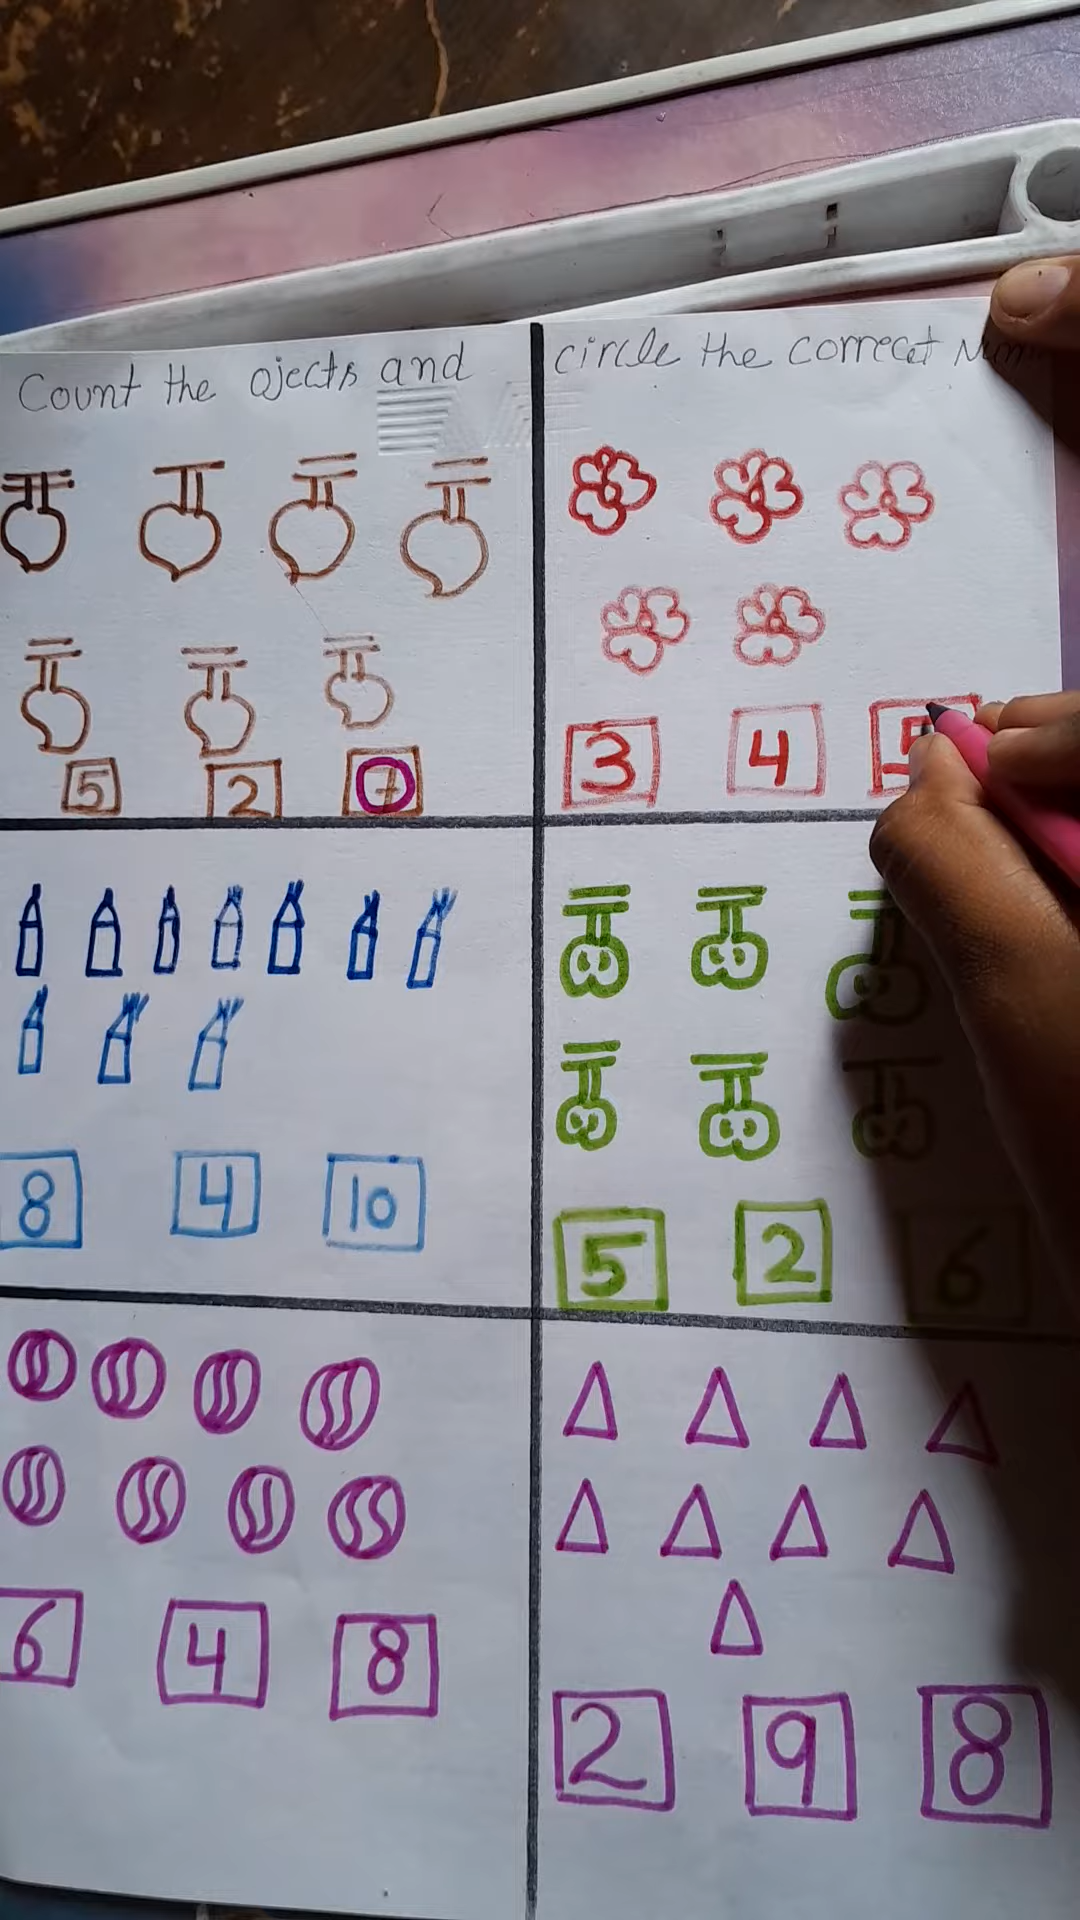 Count the ojects and
circle the correcet
5 2 7
3 4 5
8 4 10
5 2 6
6 4 8
2 9 8